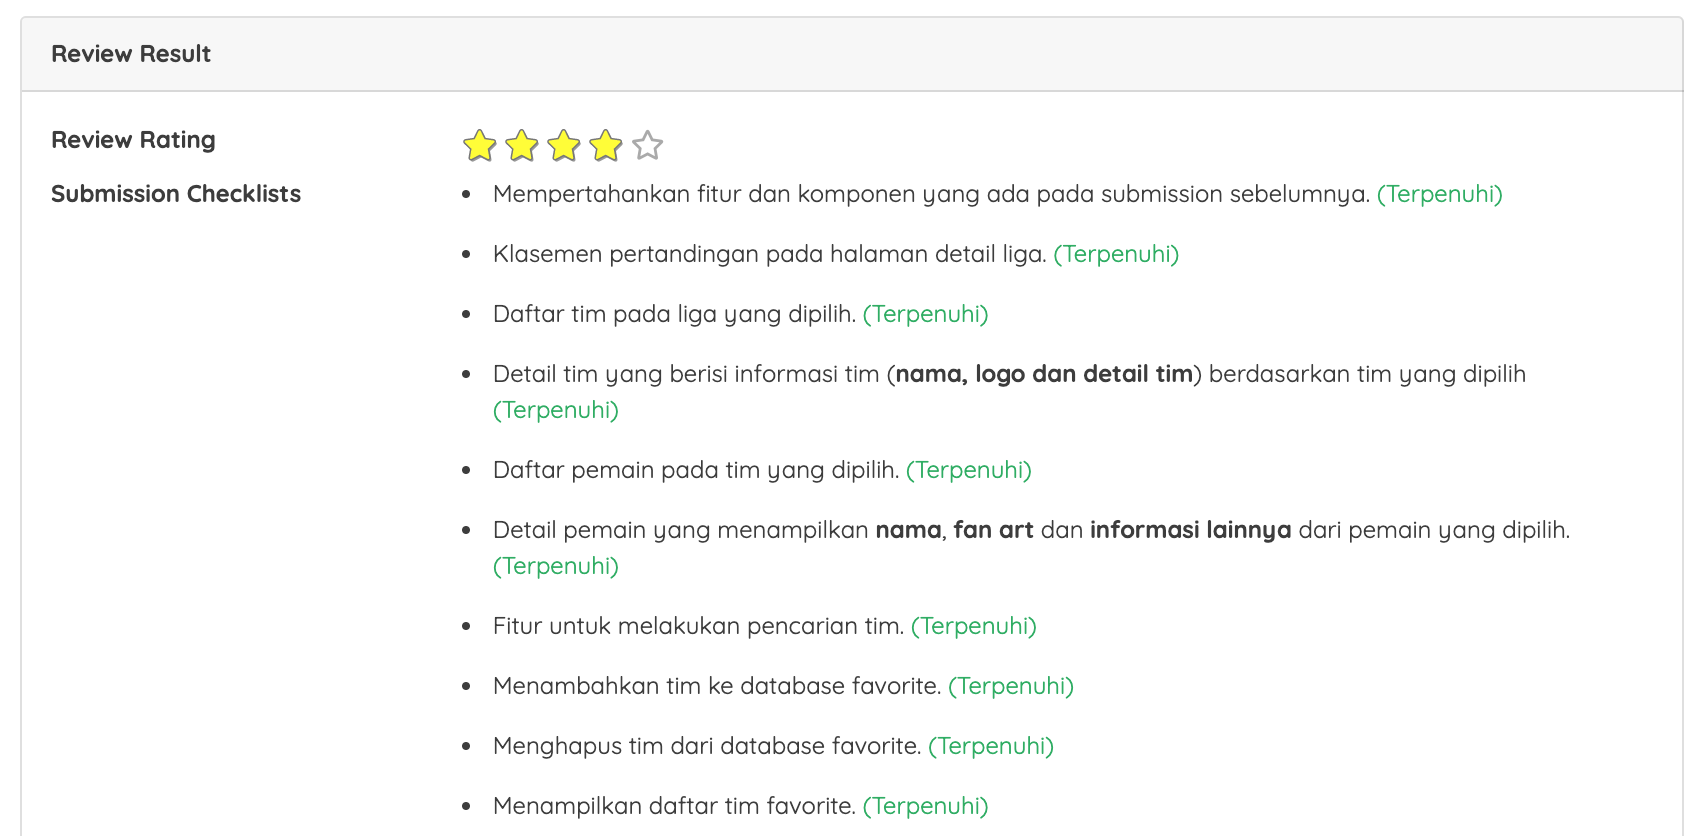 Review Result
Review Rating
Submission Checklists
Mempertahankan fitur dan komponen yang ada pada submission sebelumnya. (Terpenuhi)
Klasemen pertandingan pada halaman detail liga. (Terpenuhi)
Daftar tim pada liga yang dipilih. (Terpenuhi)
Detail tim yang berisi informasi tim (nama, logo dan detail tim) berdasarkan tim yang dipilih
(Terpenuhi)
Daftar pemain pada tim yang dipilih. (Terpenuhi)
Detail pemain yang menampilkan nama, fan art dan informasi lainnya dari pemain yang dipilih.
(Terpenuhi)
Fitur untuk melakukan pencarian tim. (Terpenuhi)
Menambahkan tim ke database favorite. (Terpenuhi)
Menghapus tim dari database favorite. (Terpenuhi)
Menampilkan daftar tim favorite. (Terpenuhi)